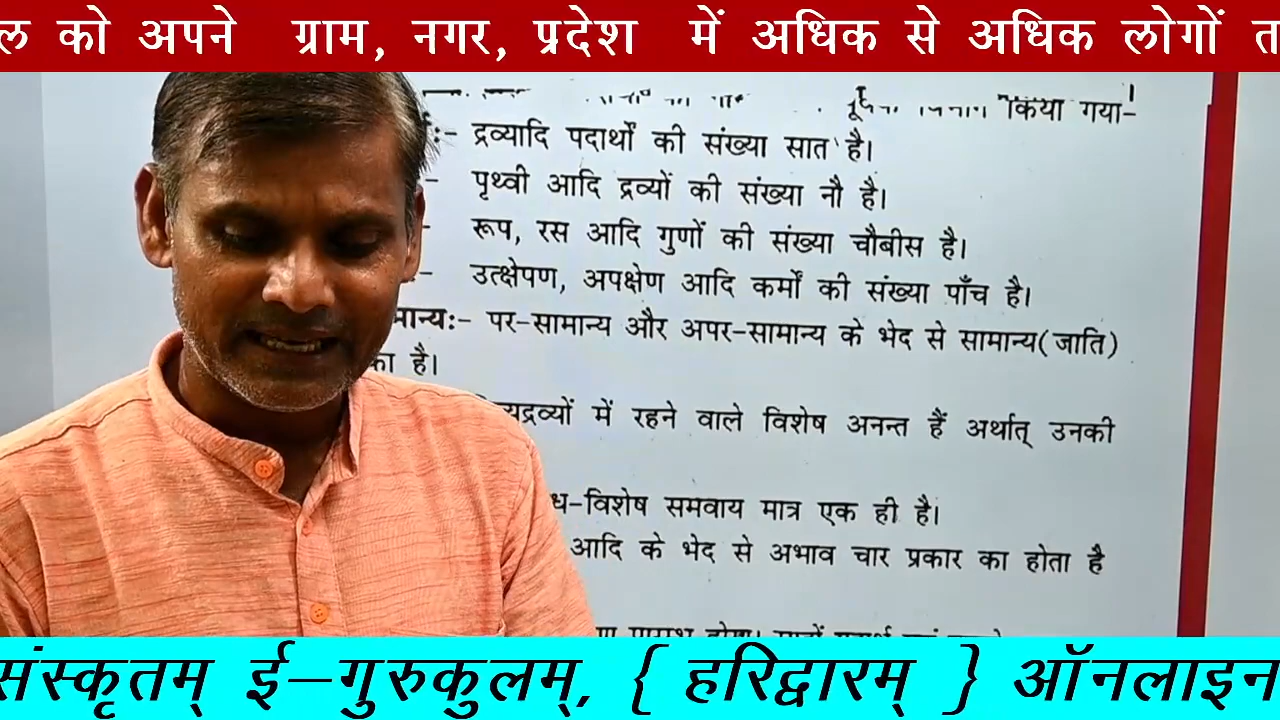 ल को अपने ग्राम, नगर, प्रदेश में अधिक से अधिक लोगों त
किया गया-
:- द्रव्यादि पदार्थों की संख्या सात है।
- पृथ्वी आदि द्रव्यों की संख्या नौ है।
- रूप, रस आदि गुणों की संख्या चौबीस है।
- उत्क्षेपण, अपक्षेण आदि कर्मों की संख्या पाँच है।
मान्यः- पर-सामान्य और अपर-सामान्य के भेद से सामान्य(जाति)
का है।
यद्रव्यों में रहने वाले विशेष अनन्त हैं अर्थात् उनकी
ध-विशेष समवाय मात्र एक ही है।
आदि के भेद से अभाव चार प्रकार का होता है
संस्कृतम् ई-गुरुकुलम्, { हरिद्वारम् } ऑनलाइन